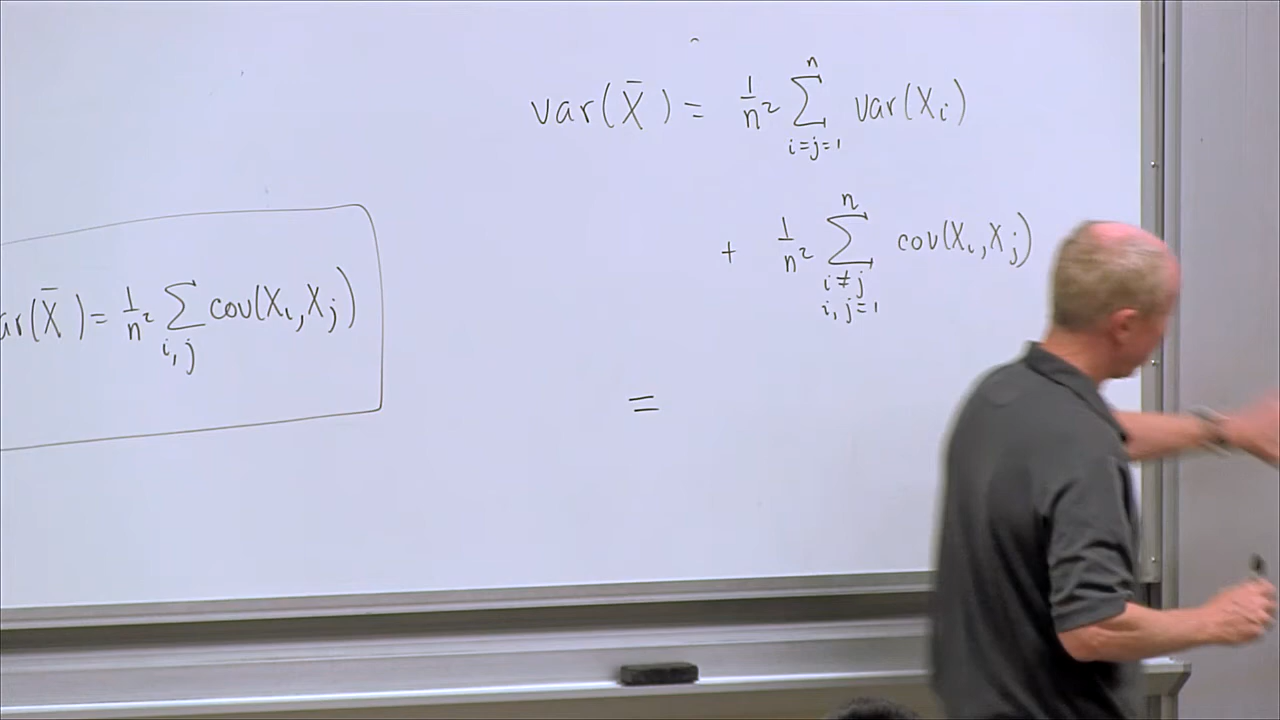 var(X̄) = 1/n² ∑ var(Xᵢ)
n
i=j=1
+ 1/n² ∑ cov(Xᵢ,Xⱼ)
n
i≠j
i,j=1
=
ar(X̄) = 1/n² ∑ cov(Xᵢ,Xⱼ)
i,j